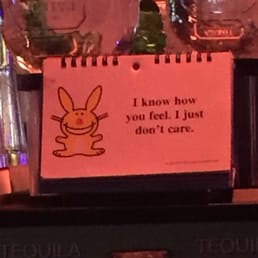 I know how
you feel. I just
don't care.
TEQUILA
TEQUILA